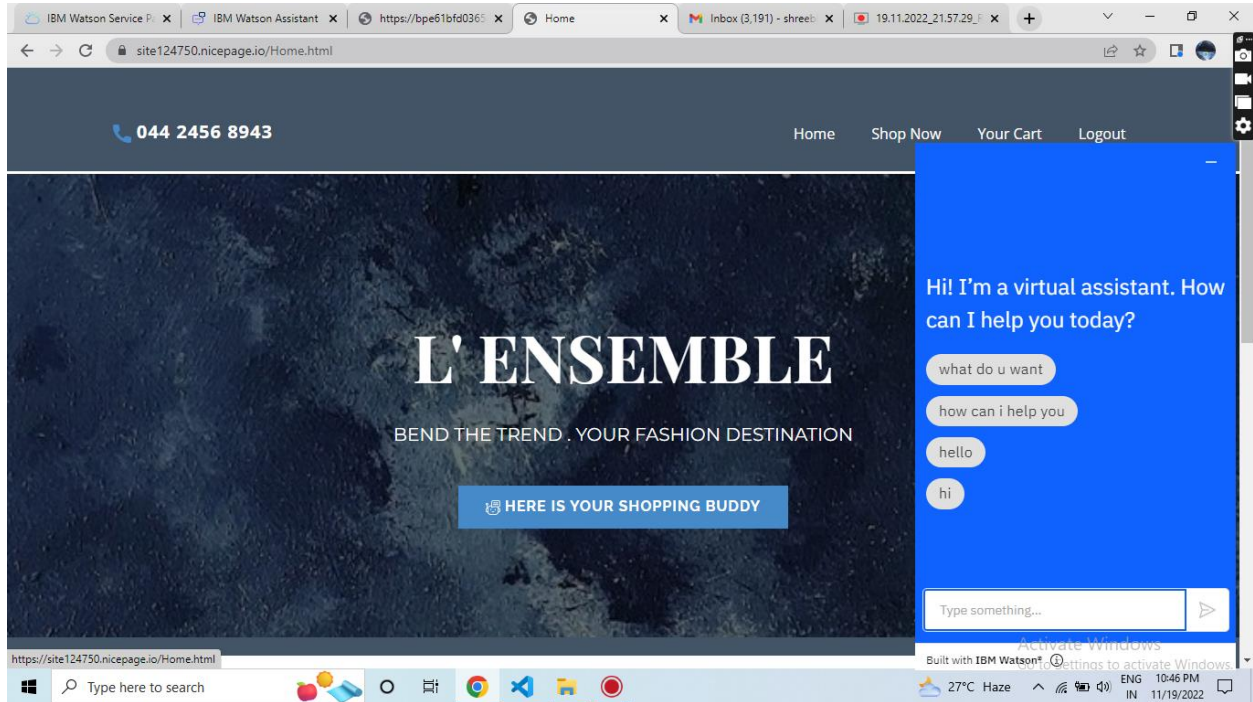 IBM Watson Service P
IBM Watson Assistant
https://bpe61bfd0365
Home
Inbox (3,191) - shreeb
19.11.2022_21.57.29_
site124750.nicepage.io/Home.html
044 2456 8943
Home Shop Now Your Cart Logout
L' ENSEMBLE
BEND THE TREND . YOUR FASHION DESTINATION
HERE IS YOUR SHOPPING BUDDY
Hi! I'm a virtual assistant. How
can I help you today?
what do u want
how can i help you
hello
hi
Type something...
Activate Windows
Go to Settings to activate Windows.
Built with IBM Watson®
https://site124750.nicepage.io/Home.html
Type here to search
27°C Haze
ENG
IN
10:46 PM
11/19/2022